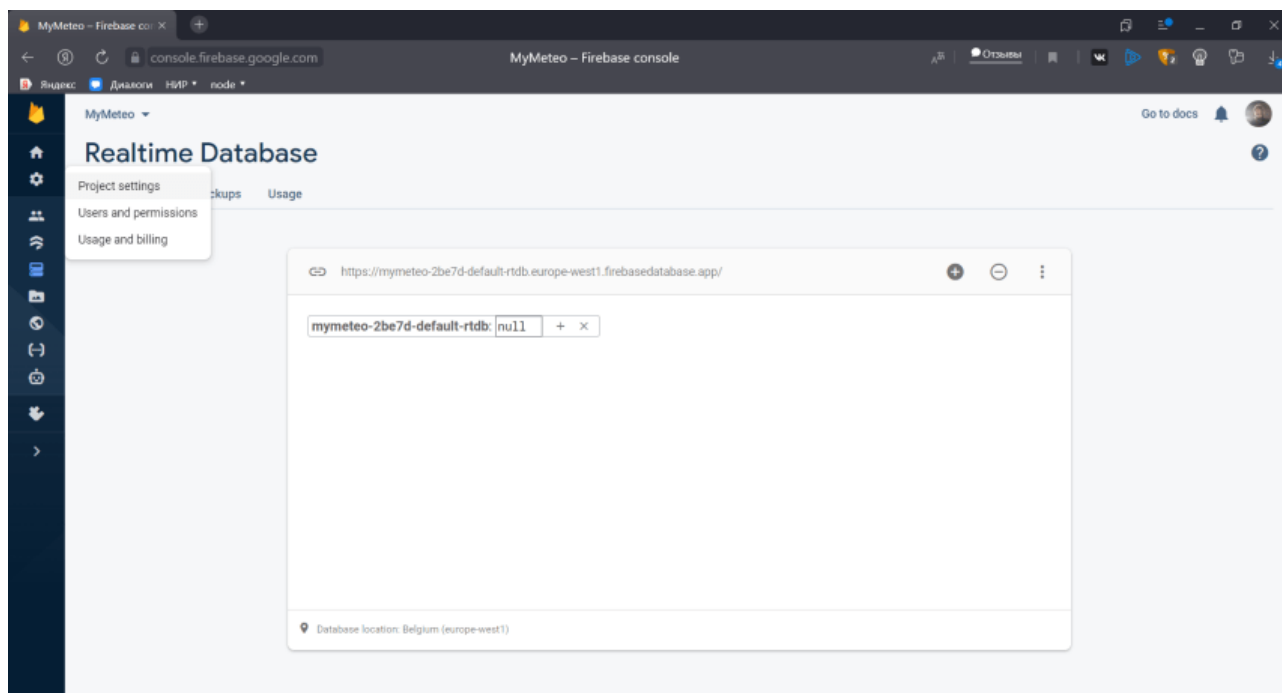 MyMeteo – Firebase co
console.firebase.google.com
MyMeteo – Firebase console
Отзывы
Яндекс
Диалоги
НИР
node
MyMeteo
Go to docs
Realtime Database
Project settings
Users and permissions
Usage and billing
ckups
Usage
https://mymeteo-2be7d-default-rtdb.europe-west1.firebasedatabase.app/
mymeteo-2be7d-default-rtdb: null
Database location: Belgium (europe-west1)